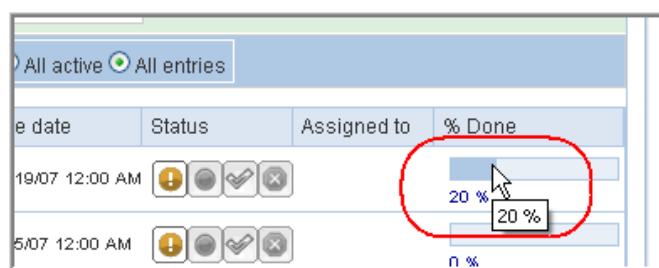 All active All entries
e date Status Assigned to % Done
19/07 12:00 AM
20 %
20 %
5/07 12:00 AM
0 %